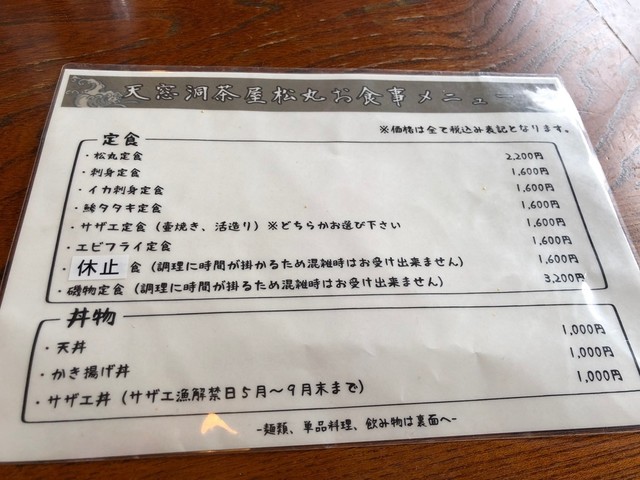 天窓洞茶屋松丸お食事メニュー
※価格は全て税込み表記となります。
定食
・松丸定食 2,200円
・刺身定食 1,600円
・イカ刺身定食 1,600円
・鯵タタキ定食 1,600円
・サザエ定食（壷焼き、活造り）※どちらかお選び下さい 1,600円
・エビフライ定食 1,600円
・休止食（調理に時間が掛かるため混雑時はお受け出来ません） 1,600円
・磯物定食（調理に時間が掛かるため混雑時はお受け出来ません） 3,200円
丼物
・天丼 1,000円
・かき揚げ丼 1,000円
・サザエ丼（サザエ漁解禁日５月～９月末まで） 1,000円
-麺類、単品料理、飲み物は裏面へ-